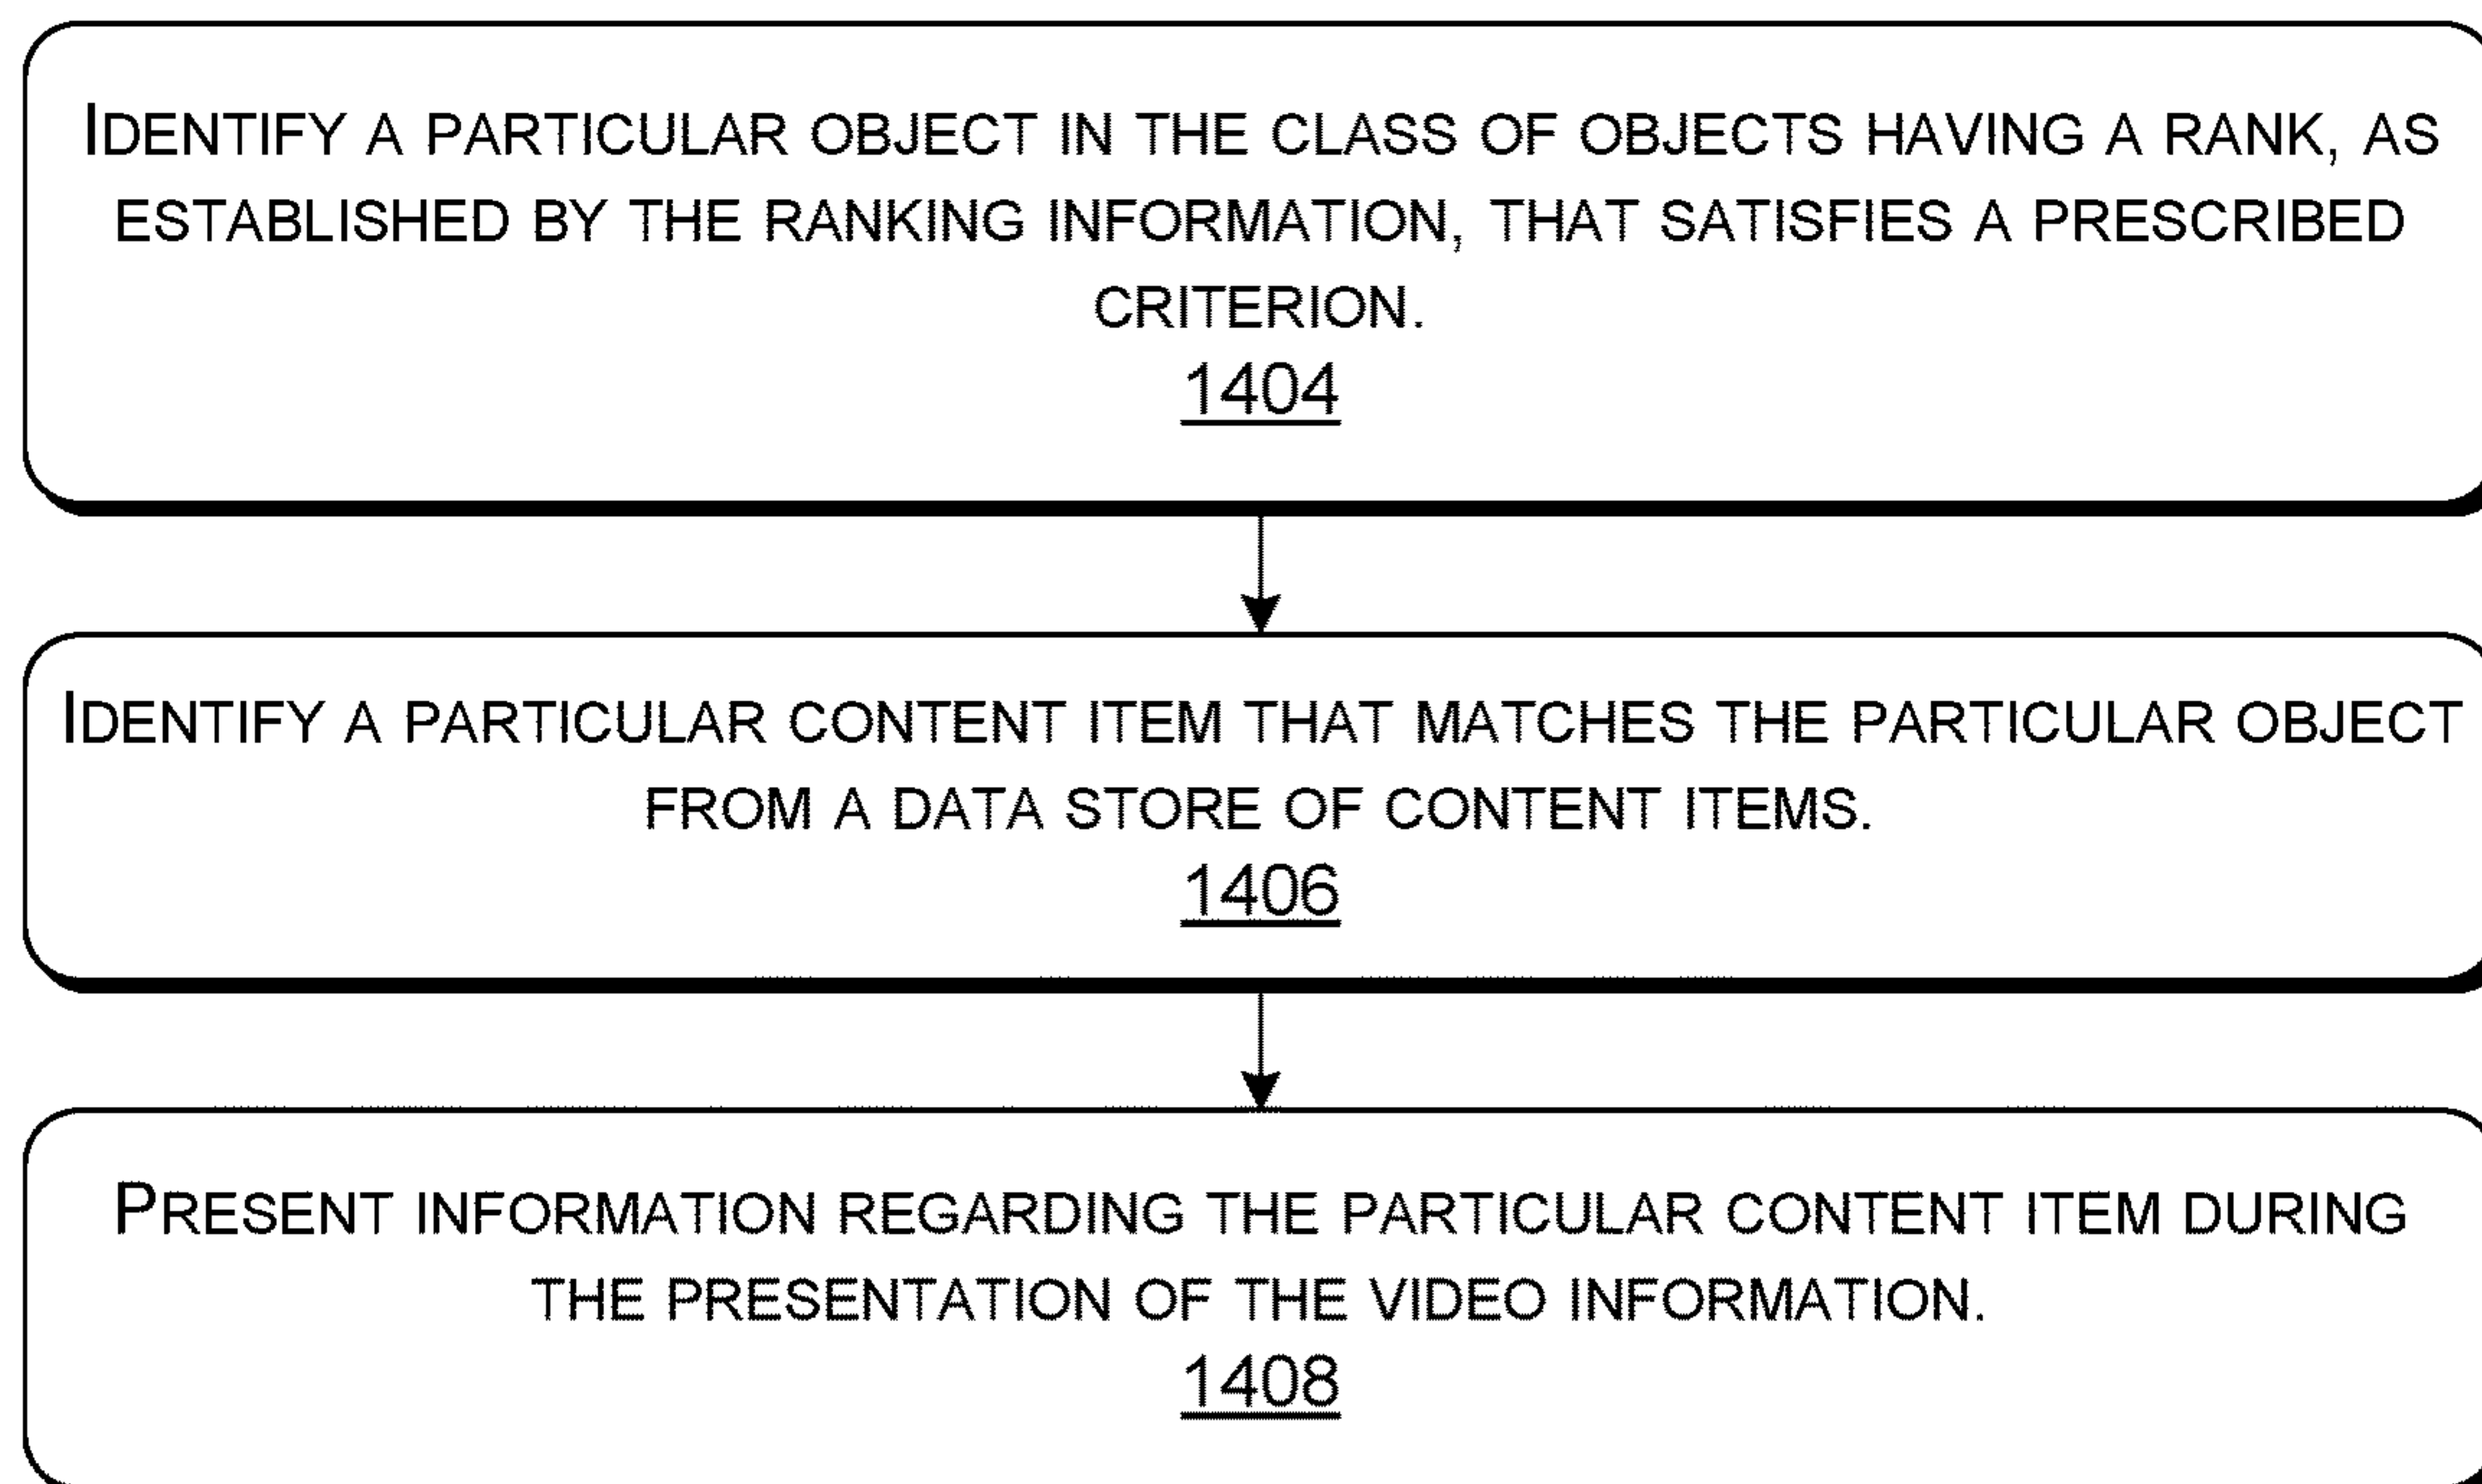 IDENTIFY A PARTICULAR OBJECT IN THE CLASS OF OBJECTS HAVING A RANK, AS
ESTABLISHED BY THE RANKING INFORMATION, THAT SATISFIES A PRESCRIBED
CRITERION.
1404
IDENTIFY A PARTICULAR CONTENT ITEM THAT MATCHES THE PARTICULAR OBJECT
FROM A DATA STORE OF CONTENT ITEMS.
1406
PRESENT INFORMATION REGARDING THE PARTICULAR CONTENT ITEM DURING
THE PRESENTATION OF THE VIDEO INFORMATION.
1408